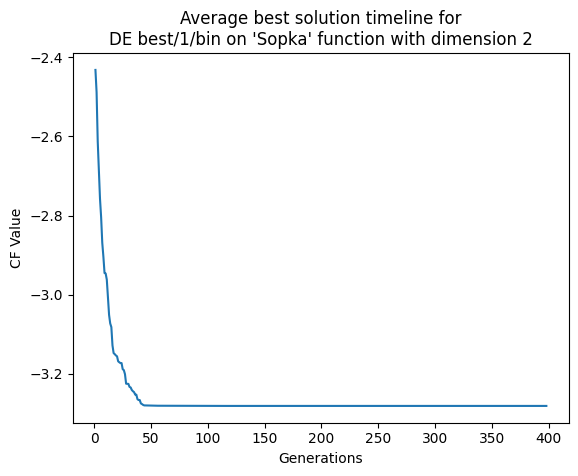 Average best solution timeline for
DE best/1/bin on 'Sopka' function with dimension 2
−2.4
−2.6
−2.8
−3.0
−3.2
CF Value
0 50 100 150 200 250 300 350 400
Generations